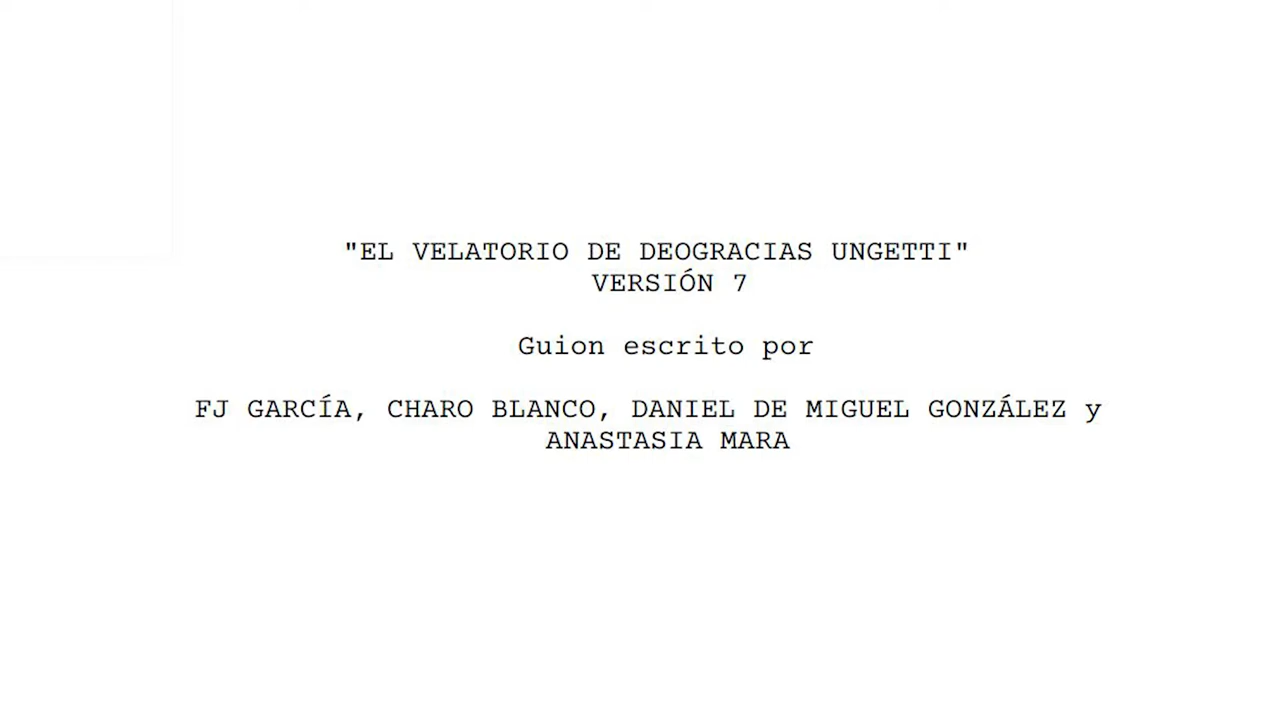 "EL VELATORIO DE DEOGRACIAS UNGETTI"
VERSIÓN 7
Guion escrito por
FJ GARCÍA, CHARO BLANCO, DANIEL DE MIGUEL GONZÁLEZ y
ANASTASIA MARA